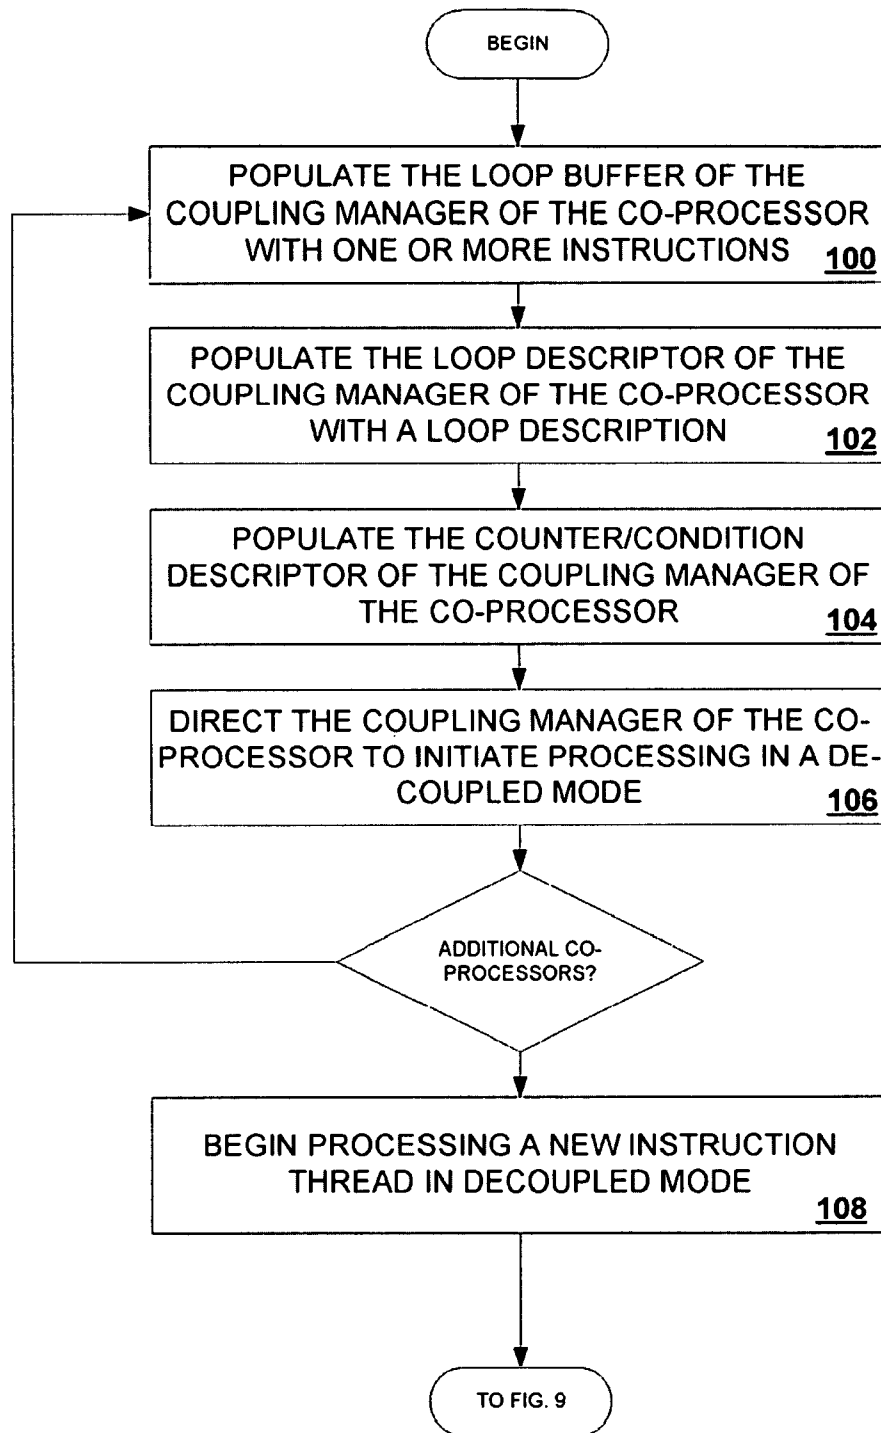 BEGIN
POPULATE THE LOOP BUFFER OF THE
COUPLING MANAGER OF THE CO-PROCESSOR
WITH ONE OR MORE INSTRUCTIONS
100
POPULATE THE LOOP DESCRIPTOR OF THE
COUPLING MANAGER OF THE CO-PROCESSOR
WITH A LOOP DESCRIPTION
102
POPULATE THE COUNTER/CONDITION
DESCRIPTOR OF THE COUPLING MANAGER OF
THE CO-PROCESSOR
104
DIRECT THE COUPLING MANAGER OF THE CO-
PROCESSOR TO INITIATE PROCESSING IN A DE-
COUPLED MODE
106
ADDITIONAL CO-
PROCESSORS?
BEGIN PROCESSING A NEW INSTRUCTION
THREAD IN DECOUPLED MODE
108
TO FIG. 9